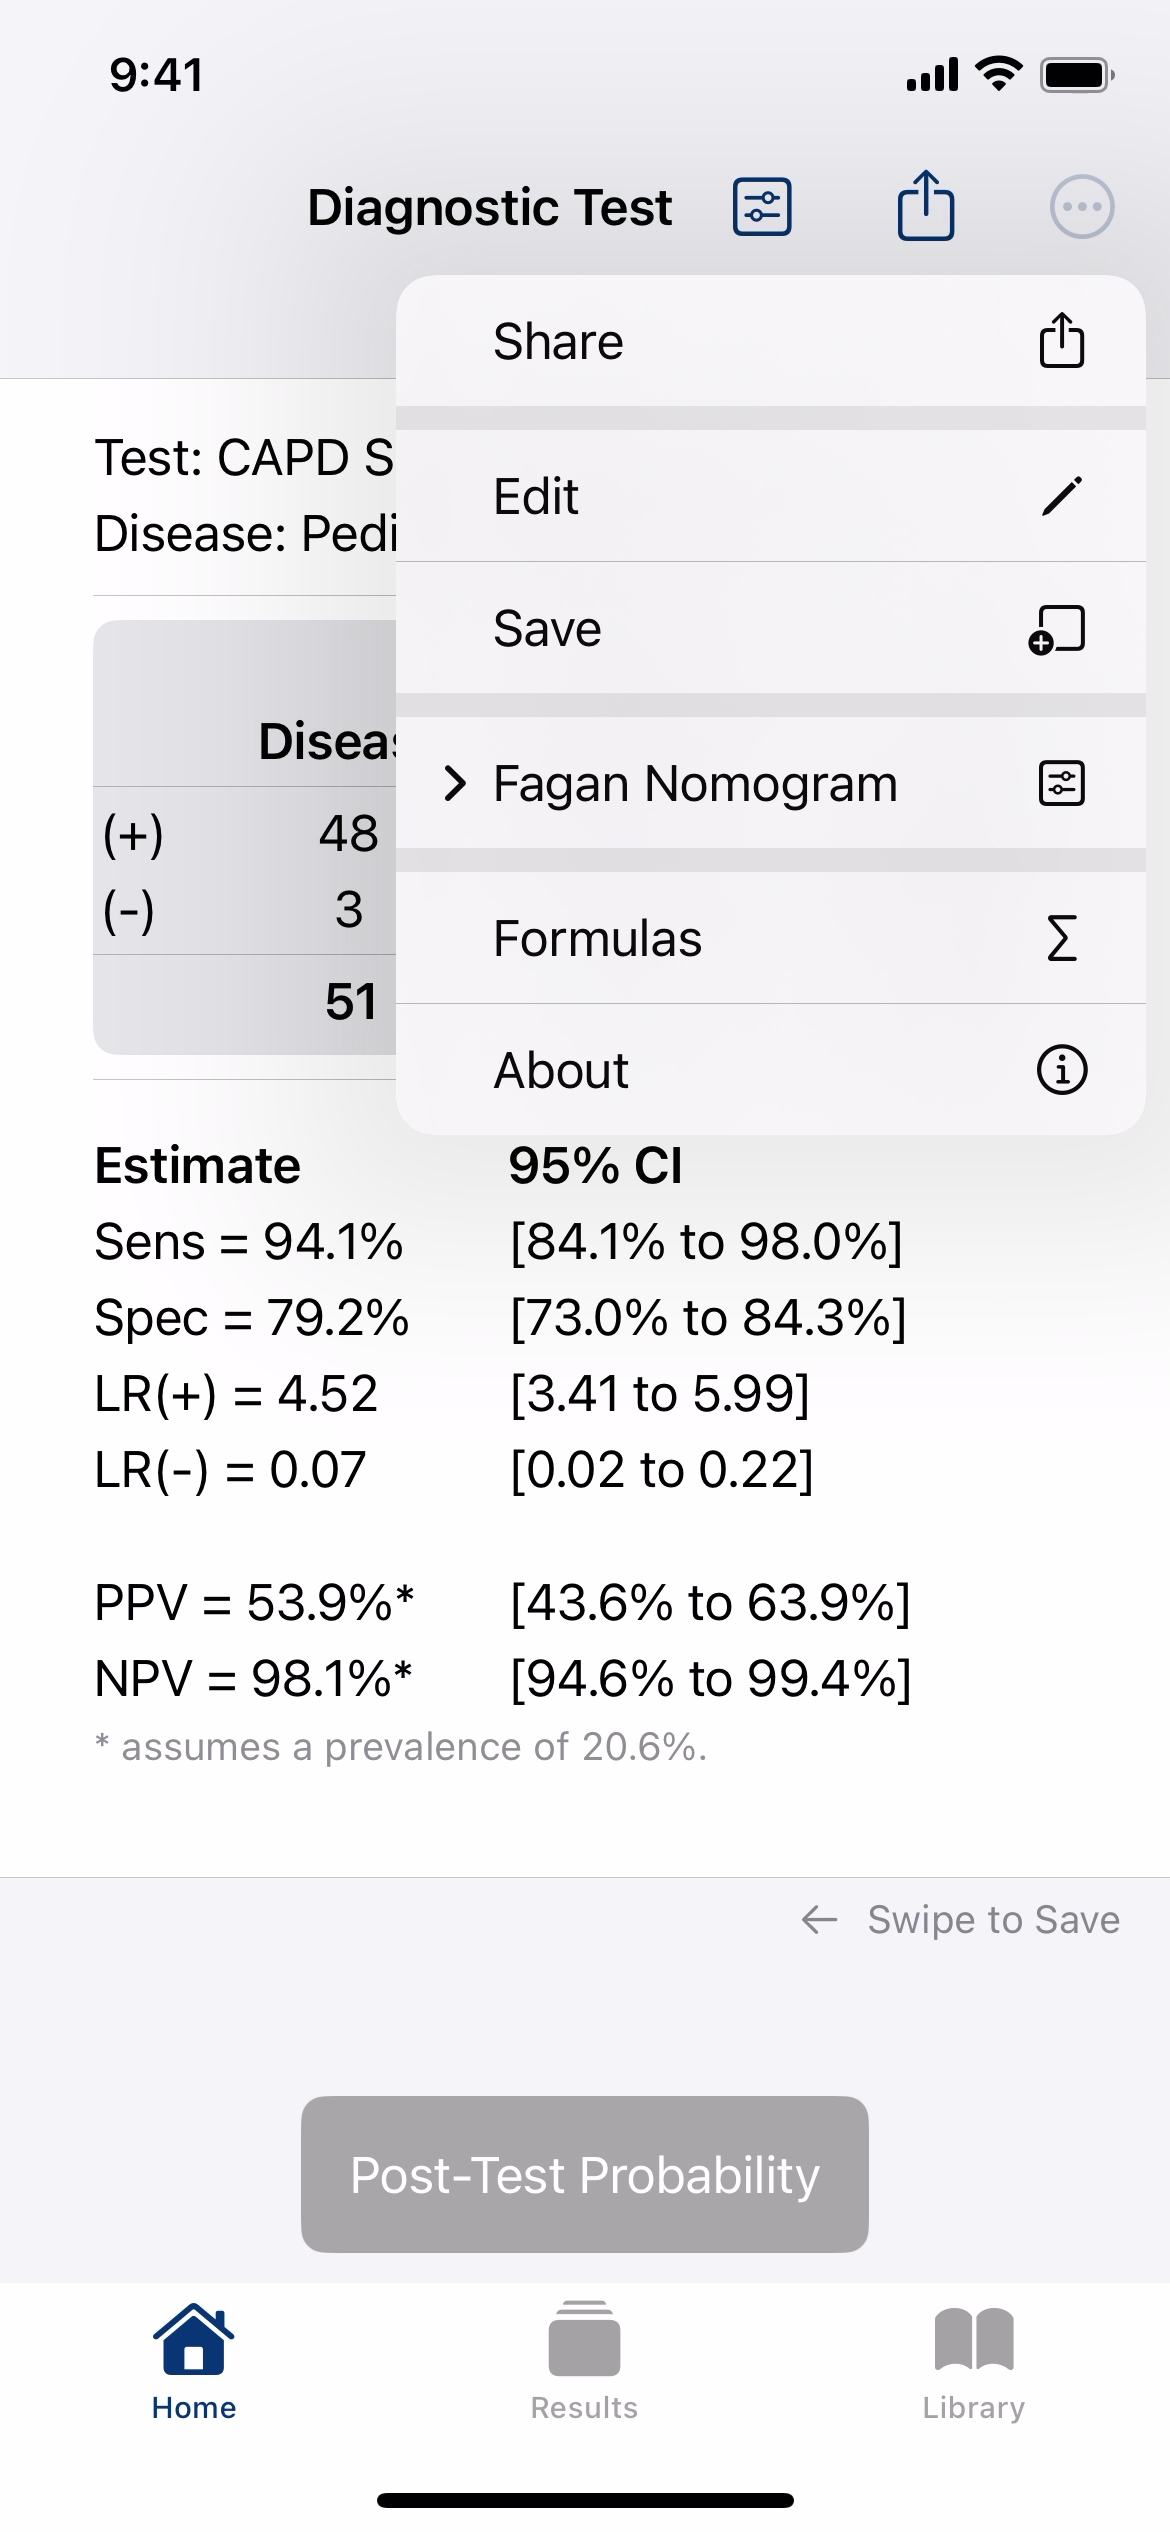 9:41
Diagnostic Test
Share
Edit
Save
Fagan Nomogram
Formulas
About
Test: CAPD
Disease:
(+) 48
(-) 3
51
Estimate 95% CI
Sens = 94.1% [84.1% to 98.0%]
Spec = 79.2% [73.0% to 84.3%]
LR(+) = 4.52 [3.41 to 5.99]
LR(-) = 0.07 [0.02 to 0.22]
PPV = 53.9%* [43.6% to 63.9%]
NPV = 98.1%* [94.6% to 99.4%]
* assumes a prevalence of 20.6%.
← Swipe to Save
Post-Test Probability
Home
Results
Library